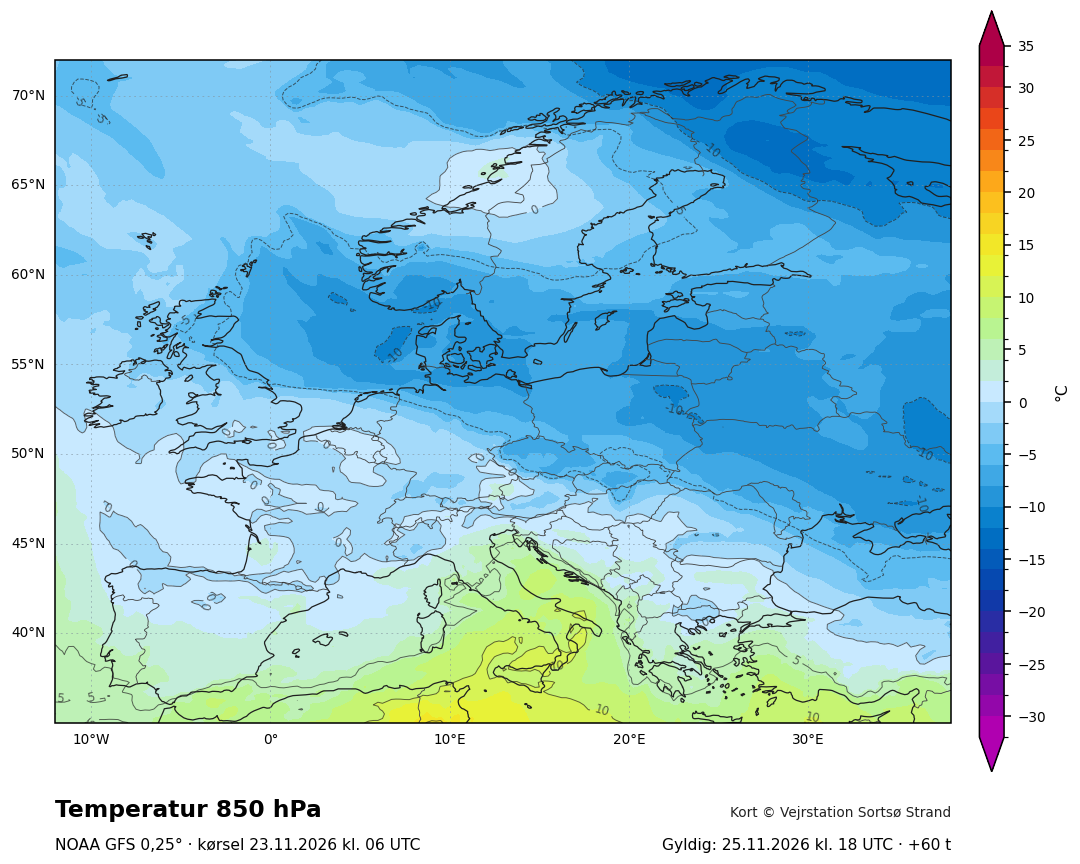 70°N
65°N
60°N
55°N
50°N
45°N
40°N
10°W
0°
10°E
20°E
30°E
35
30
25
20
15
10
5
0
−5
−10
−15
−20
−25
−30
°C
Temperatur 850 hPa
Kort © Vejrstation Sortsø Strand
NOAA GFS 0,25° · kørsel 23.11.2026 kl. 06 UTC
Gyldig: 25.11.2026 kl. 18 UTC · +60 t